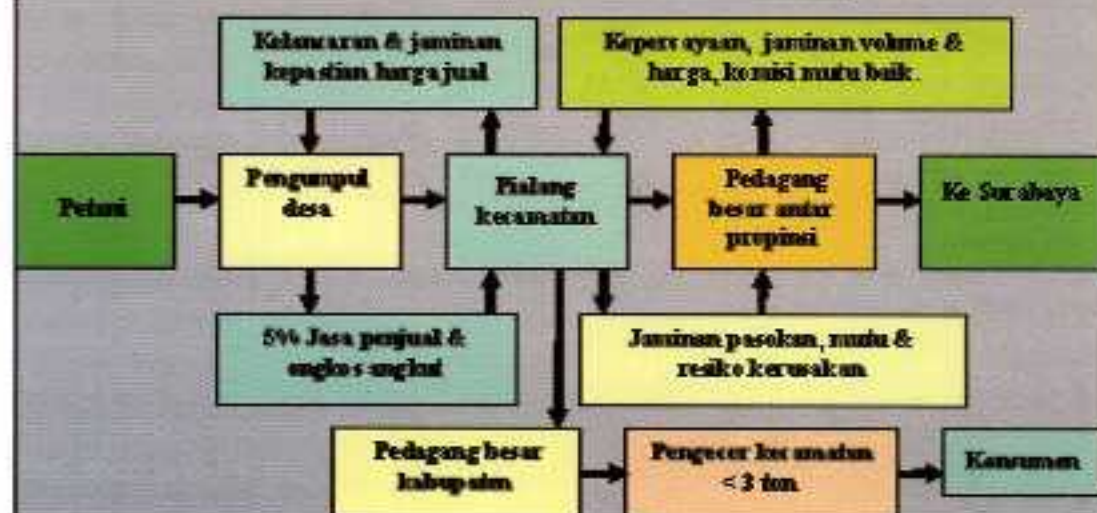 Kelancaran & jaminan
kepastian harga jual
Kepercayaan, jaminan volume &
harga, komisi mutu baik.
Petani
Pengumpul
desa
Pialang
kecamatan
Pedagang
besar antar
propinsi
Ke Surabaya
5% Jasa penjual &
ongkos angkut
Jaminan pasokan, mutu &
resiko kerusakan
Pedagang besar
kabupaten
Pengecer kecamatan
< 3 ton
Konsumen